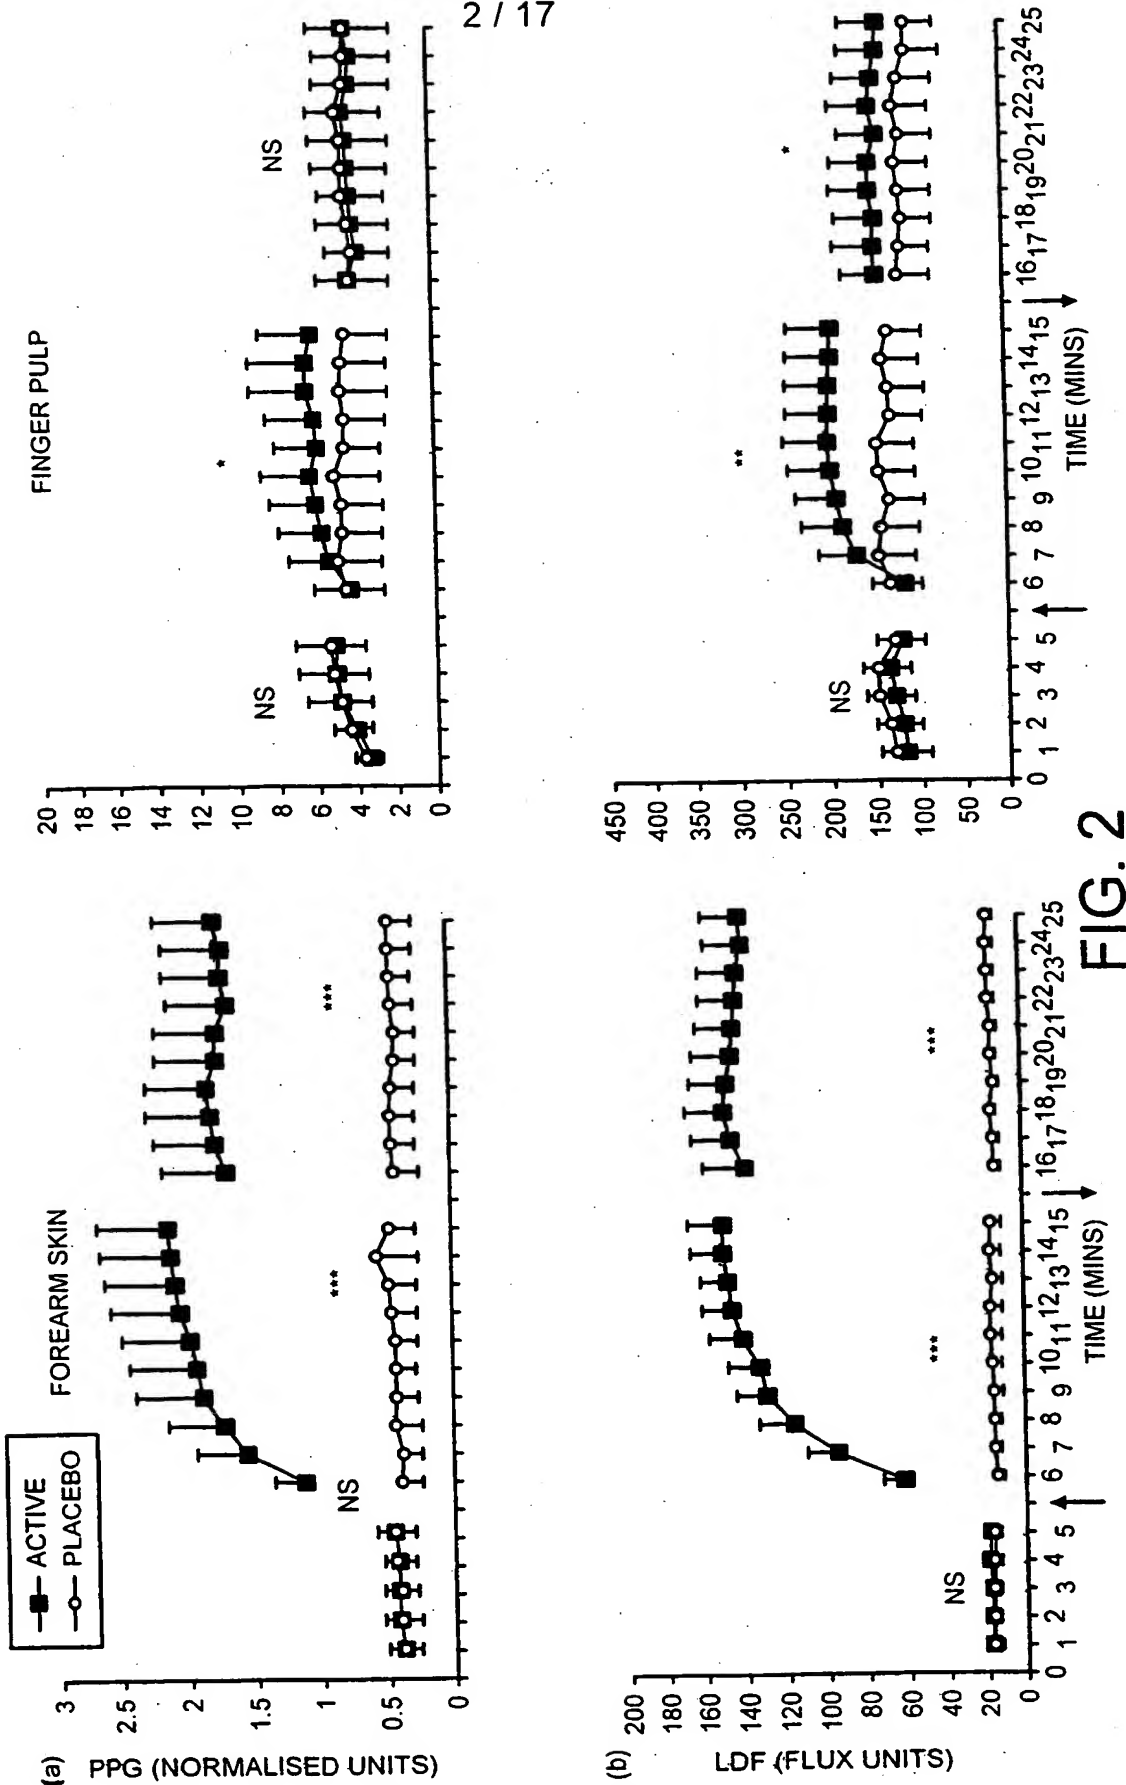 2 / 17
ACTIVE
PLACEBO
FOREARM SKIN
FINGER PULP
(a)
PPG (NORMALISED UNITS)
3
2.5
2
1.5
1
0.5
0
NS
***
***
20
18
16
14
12
10
8
6
4
2
0
NS
*
NS
(b)
LDF (FLUX UNITS)
200
180
160
140
120
100
80
60
40
20
0
NS
***
***
0 1 2 3 4 5 6 7 8 9 10 11 12 13 14 15 16 17 18 19 20 21 22 23 24 25
TIME (MINS)
450
400
350
300
250
200
150
100
50
0
NS
**
*
0 1 2 3 4 5 6 7 8 9 10 11 12 13 14 15 16 17 18 19 20 21 22 23 24 25
TIME (MINS)
FIG. 2